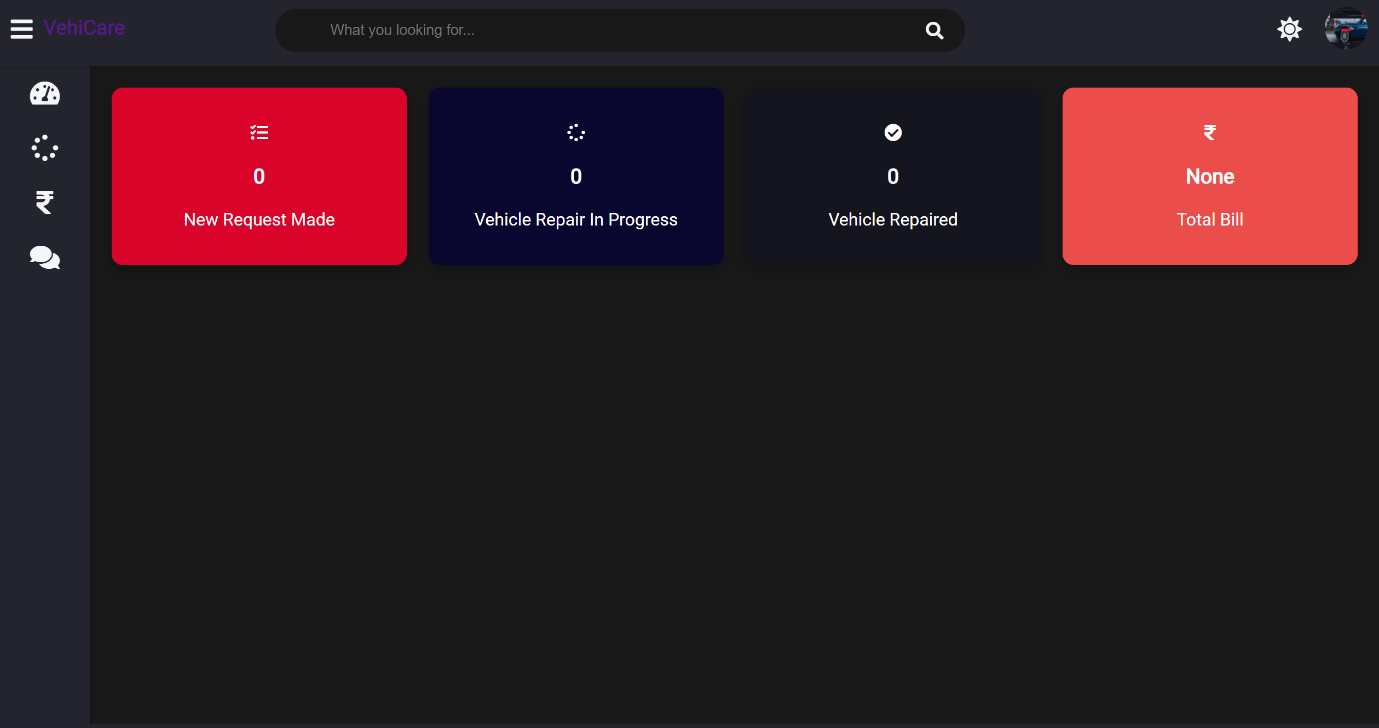 VehiCare
What you looking for...
0
New Request Made
0
Vehicle Repair In Progress
0
Vehicle Repaired
₹
None
Total Bill
₹